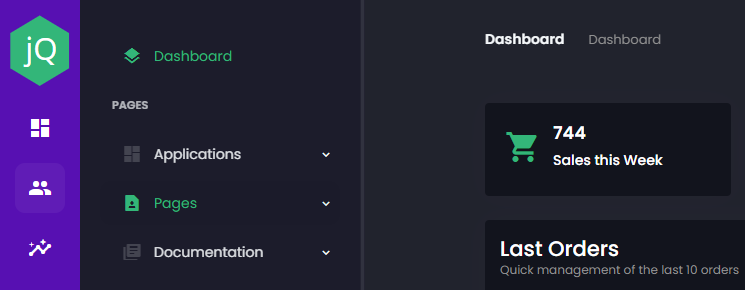 jQ
Dashboard
PAGES
Applications
Pages
Documentation
Dashboard Dashboard
744
Sales this Week
Last Orders
Quick management of the last 10 orders